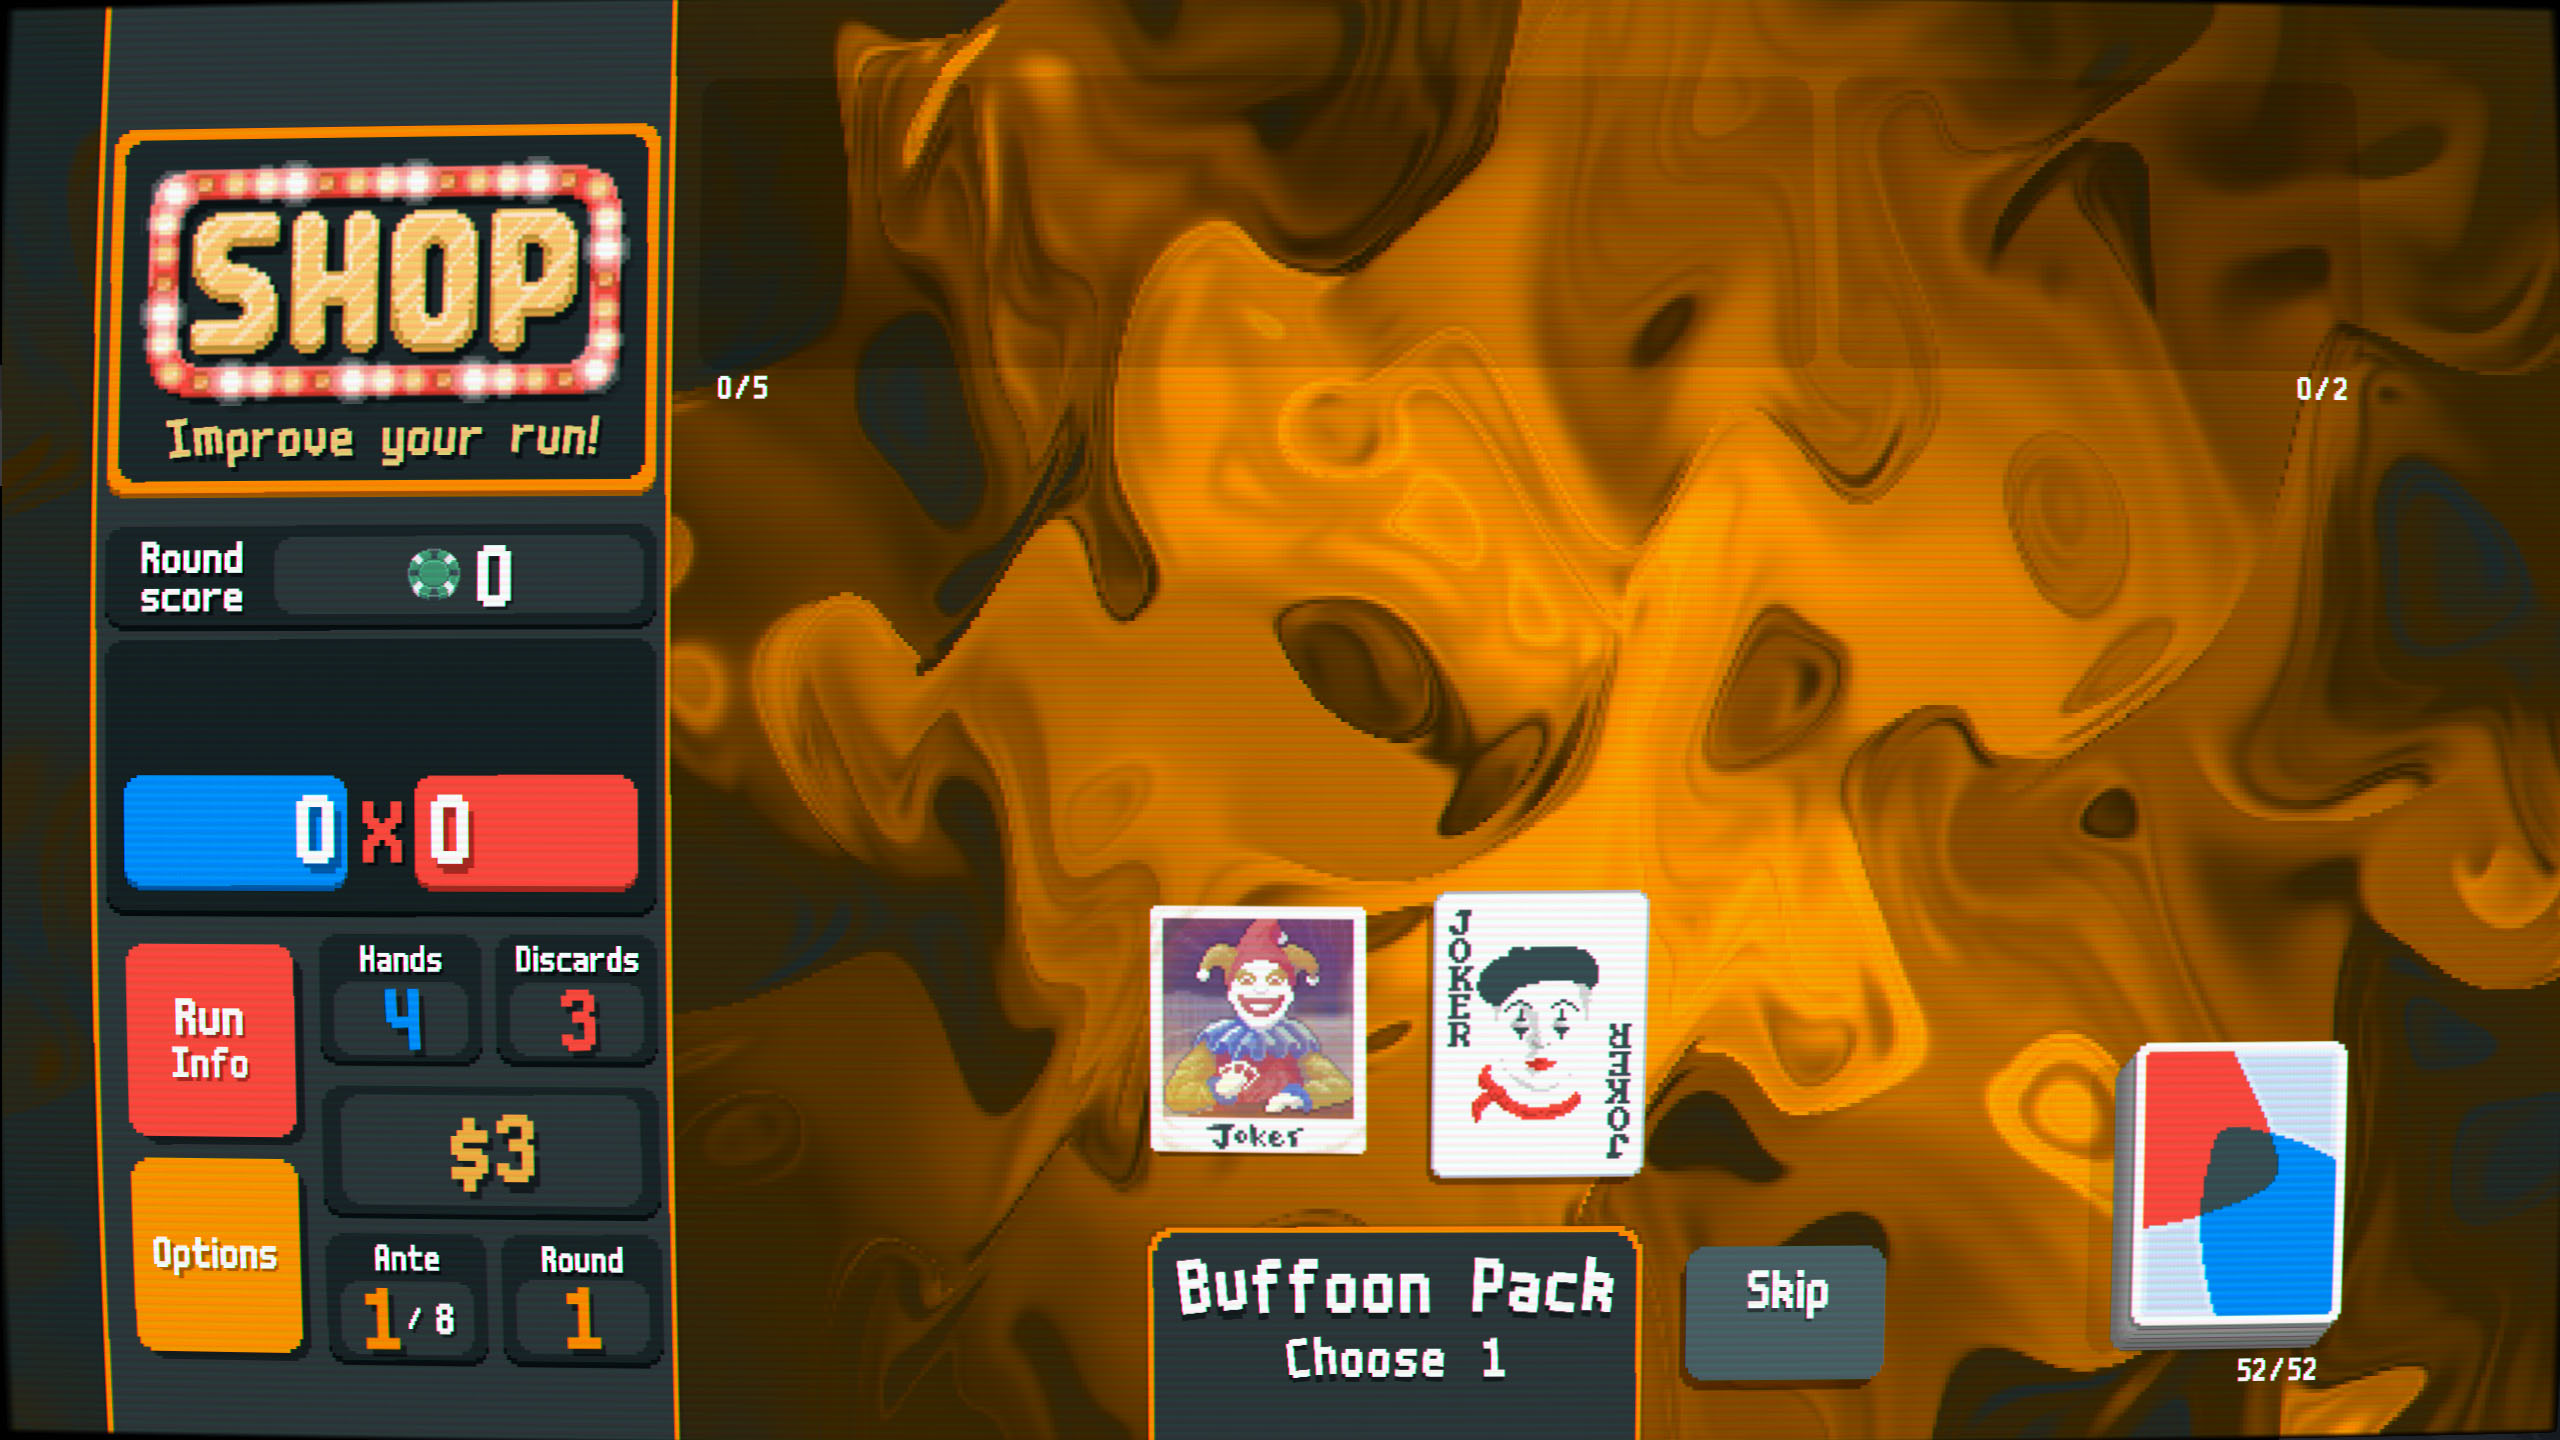 SHOP
Improve your run!
Round
score
0
0 X 0
Run
Info
Hands
4
Discards
3
$3
Options
Ante
1 / 8
Round
1
0/5
0/2
Joker
JOKER
JOKER
Buffoon Pack
Choose 1
Skip
52/52